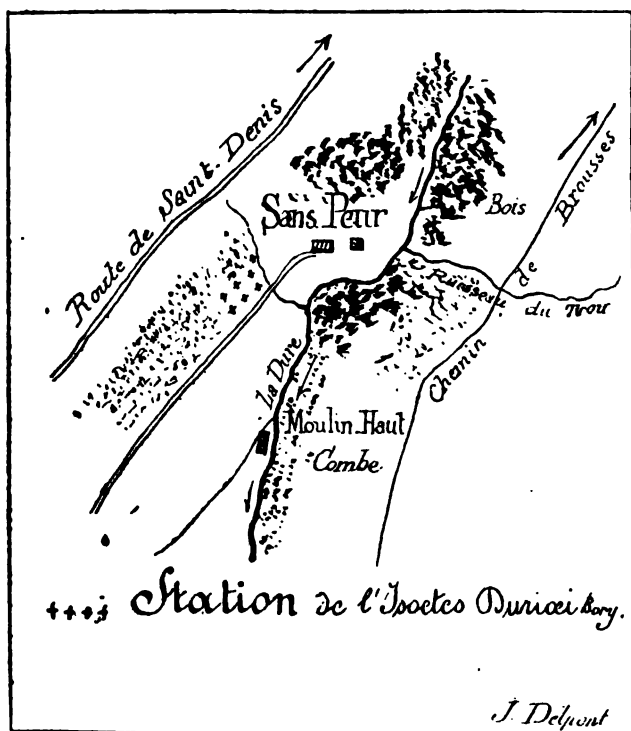 Route de Saint-Denis
Sans Peur
Bois
Chemin de Brousses
Ruisseau du Trou
La Dure
Moulin Haut
Combe
Station de l'Isoetes Duriœi Bory.
J. Delpont